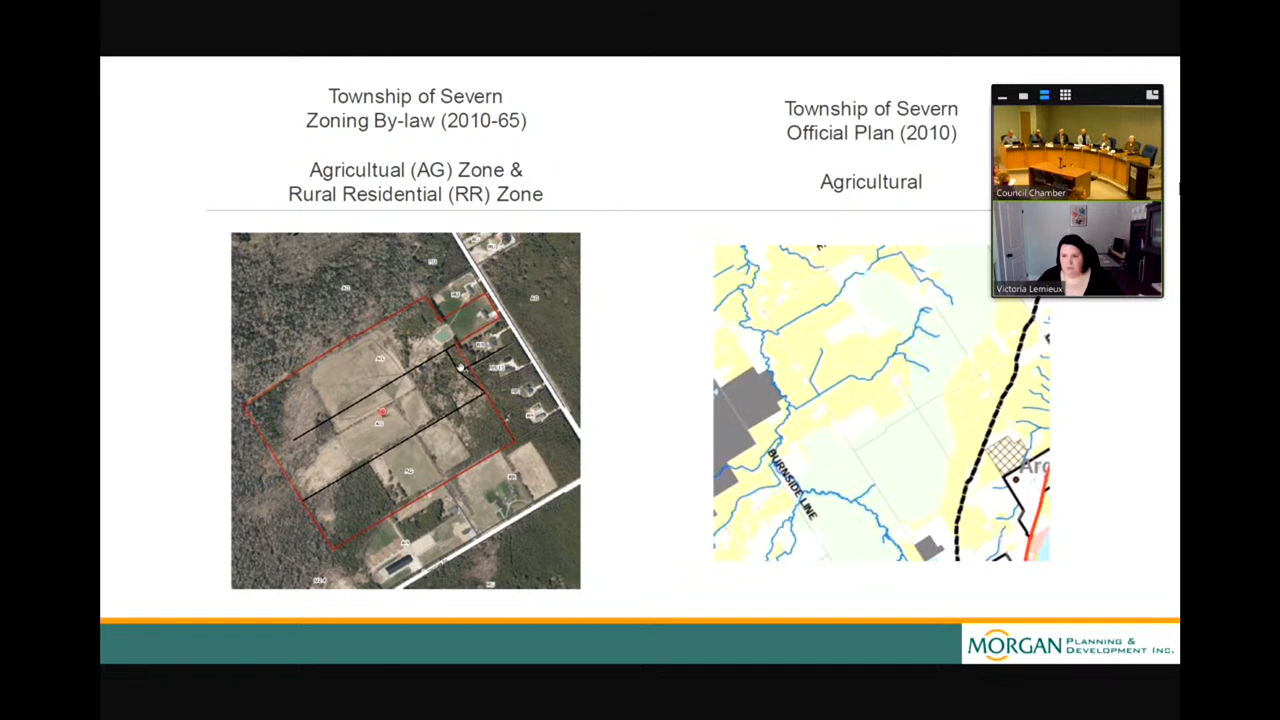 Township of Severn
Zoning By-law (2010-65)
Agricultual (AG) Zone &
Rural Residential (RR) Zone
Township of Severn
Official Plan (2010)
Agricultural
Council Chamber
Victoria Lemieux
BURNSIDE LINE
MORGAN PLANNING &
DEVELOPMENT INC.